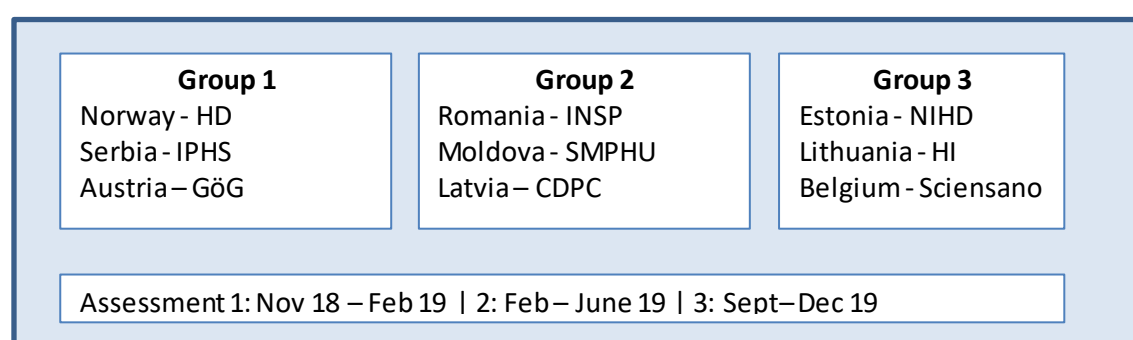 Group 1
Norway - HD
Serbia - IPHS
Austria – GöG
Group 2
Romania - INSP
Moldova - SMPHU
Latvia – CDPC
Group 3
Estonia - NIHD
Lithuania - HI
Belgium - Sciensano
Assessment 1: Nov 18 – Feb 19 | 2: Feb – June 19 | 3: Sept – Dec 19